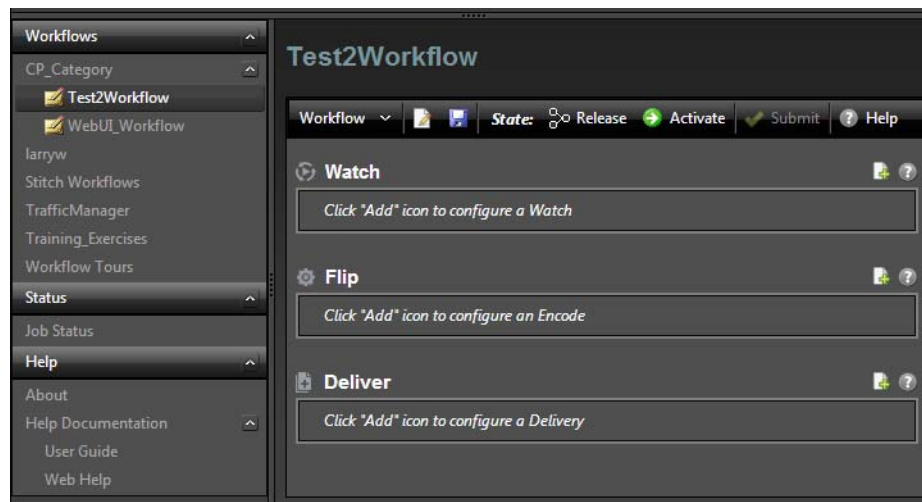 Workflows
CP_Category
Test2Workflow
WebUI_Workflow
larryw
Stitch Workflows
TrafficManager
Training_Exercises
Workflow Tours
Status
Job Status
Help
About
Help Documentation
User Guide
Web Help
Test2Workflow
Workflow State: Release Activate Submit ? Help
Watch ?
Click "Add" icon to configure a Watch
Flip ?
Click "Add" icon to configure an Encode
Deliver ?
Click "Add" icon to configure a Delivery